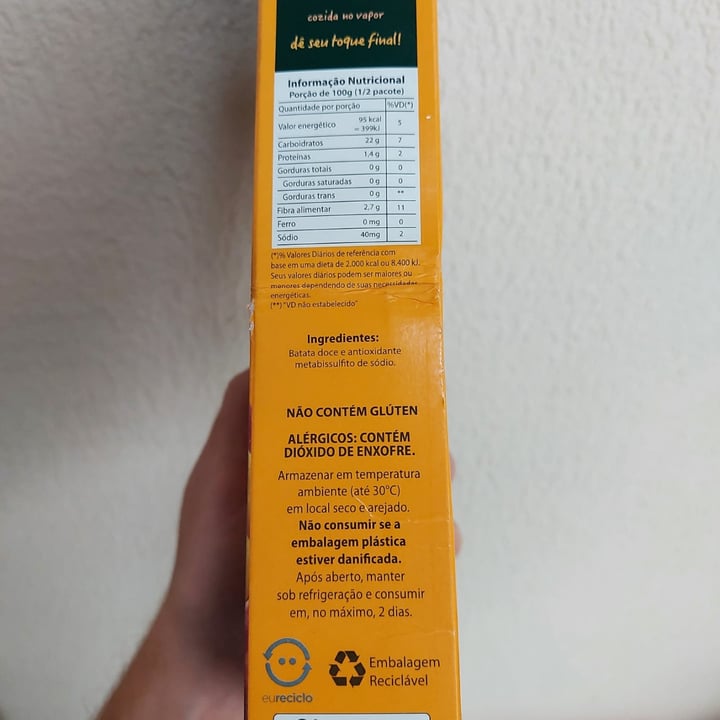 cozida no vapor
dê seu toque final!
Informação Nutricional
Porção de 100g (1/2 pacote)
Quantidade por porção %VD(*)
Valor energético 95 kcal = 399kJ 5
Carboidratos 22 g 7
Proteínas 1,4 g 2
Gorduras totais 0 g 0
Gorduras saturadas 0 g 0
Gorduras trans 0 g **
Fibra alimentar 2,7 g 11
Ferro 0 mg 0
Sódio 40mg 2
(*)% Valores Diários de referência com
base em uma dieta de 2.000 kcal ou 8.400 kJ.
Seus valores diários podem ser maiores ou
menores dependendo de suas necessidades
energéticas.
(**) "VD não estabelecido"
Ingredientes:
Batata doce e antioxidante
metabissulfito de sódio.
NÃO CONTÉM GLÚTEN
ALÉRGICOS: CONTÉM
DIÓXIDO DE ENXOFRE.
Armazenar em temperatura
ambiente (até 30°C)
em local seco e arejado.
Não consumir se a
embalagem plástica
estiver danificada.
Após aberto, manter
sob refrigeração e consumir
em, no máximo, 2 dias.
eureciclo
Embalagem
Reciclável